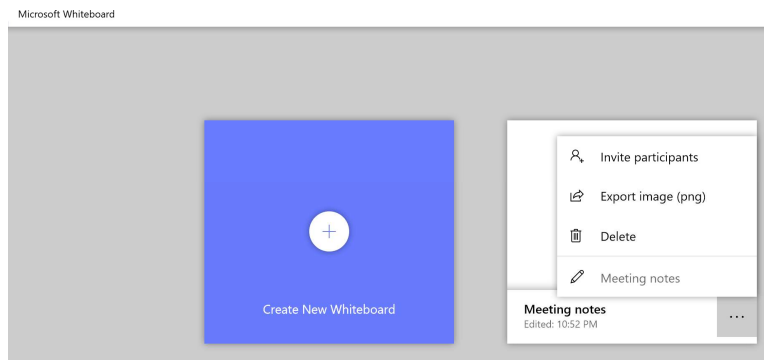 Microsoft Whiteboard
Create New Whiteboard
Invite participants
Export image (png)
Delete
Meeting notes
Meeting notes
Edited: 10:52 PM